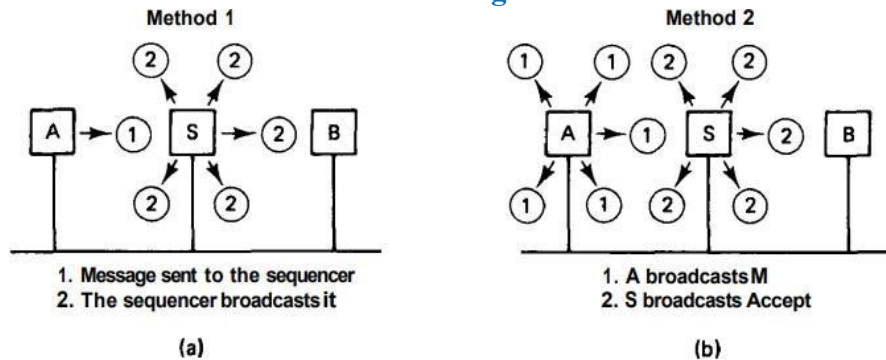 Method 1
Method 2
2 2
1 1 2 2
A 1 S 2 B
A 1 S 2 B
2 2
1 1 2 2
1. Message sent to the sequencer
2. The sequencer broadcasts it
1. A broadcasts M
2. S broadcasts Accept
(a)
(b)